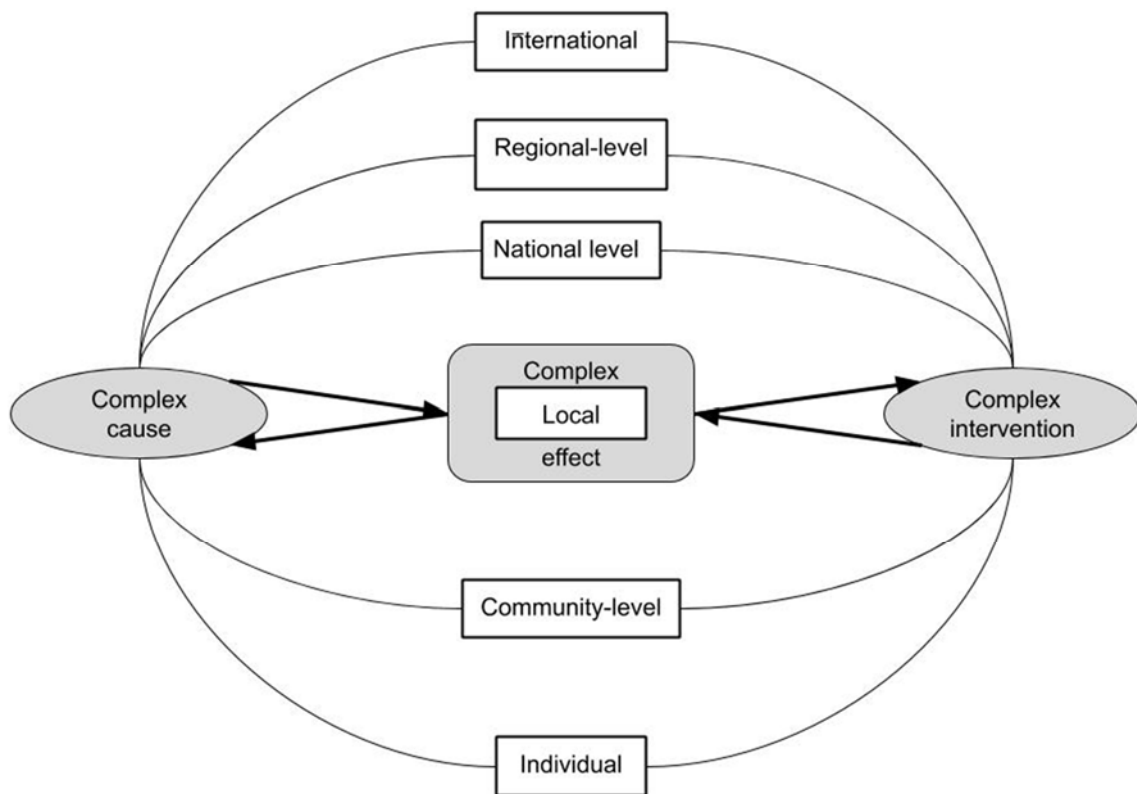 International
Regional-level
National level
Complex
cause
Complex
Local
effect
Complex
intervention
Community-level
Individual